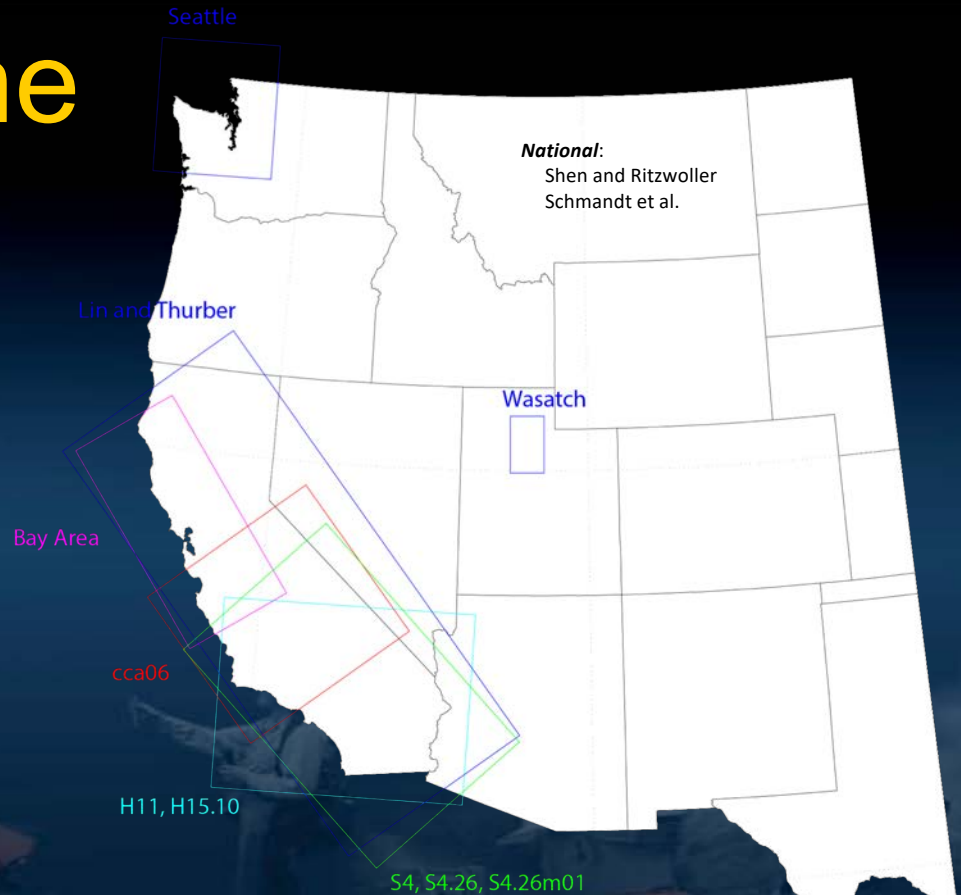 Seattle
ne
National:
Shen and Ritzwoller
Schmandt et al.
Lin and Thurber
Wasatch
Bay Area
cca06
H11, H15.10
S4, S4.26, S4.26m01